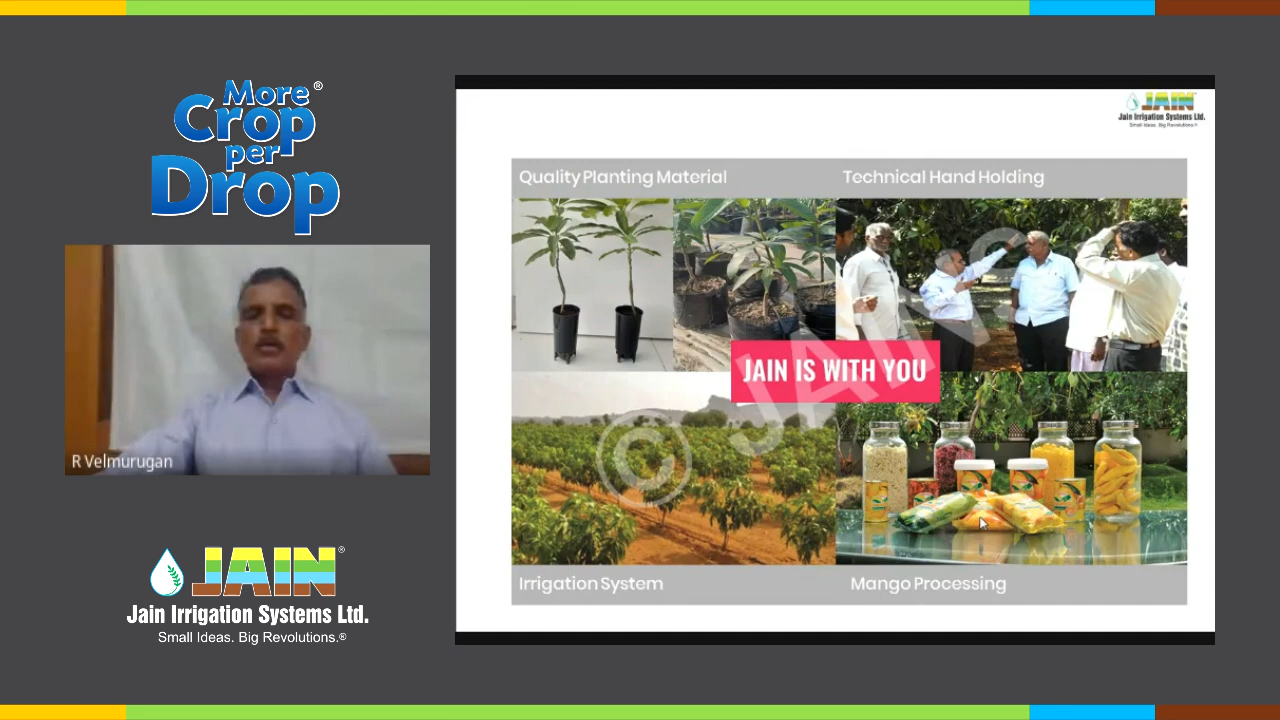 More®
Crop
per
Drop
R Velmurugan
JAIN®
Jain Irrigation Systems Ltd.
Small Ideas. Big Revolutions.®
JAIN
Jain Irrigation Systems Ltd.
Small Ideas. Big Revolutions.®
Quality Planting Material
Technical Hand Holding
JAIN IS WITH YOU
© JAINS
Irrigation System
Mango Processing